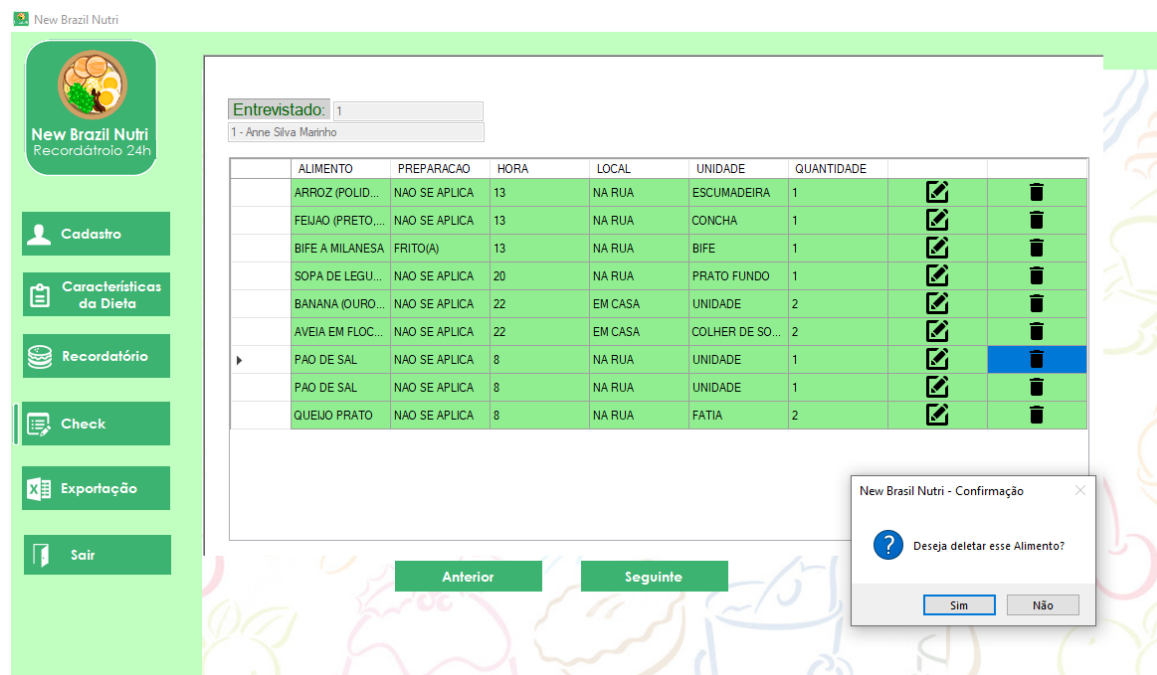 New Brazil Nutri
New Brazil Nutri
Recordátroio 24h
Cadastro
Características
da Dieta
Recordatório
Check
Exportação
Sair
Entrevistado: 1
1 - Anne Silva Marinho
ALIMENTO PREPARACAO HORA LOCAL UNIDADE QUANTIDADE
ARROZ (POLID... NAO SE APLICA 13 NA RUA ESCUMADEIRA 1
FEIJAO (PRETO,... NAO SE APLICA 13 NA RUA CONCHA 1
BIFE A MILANESA FRITO(A) 13 NA RUA BIFE 1
SOPA DE LEGU... NAO SE APLICA 20 NA RUA PRATO FUNDO 1
BANANA (OURO... NAO SE APLICA 22 EM CASA UNIDADE 2
AVEIA EM FLOC... NAO SE APLICA 22 EM CASA COLHER DE SO... 2
PAO DE SAL NAO SE APLICA 8 NA RUA UNIDADE 1
PAO DE SAL NAO SE APLICA 8 NA RUA UNIDADE 1
QUEIJO PRATO NAO SE APLICA 8 NA RUA FATIA 2
Anterior Seguinte
New Brasil Nutri - Confirmação
Deseja deletar esse Alimento?
Sim Não